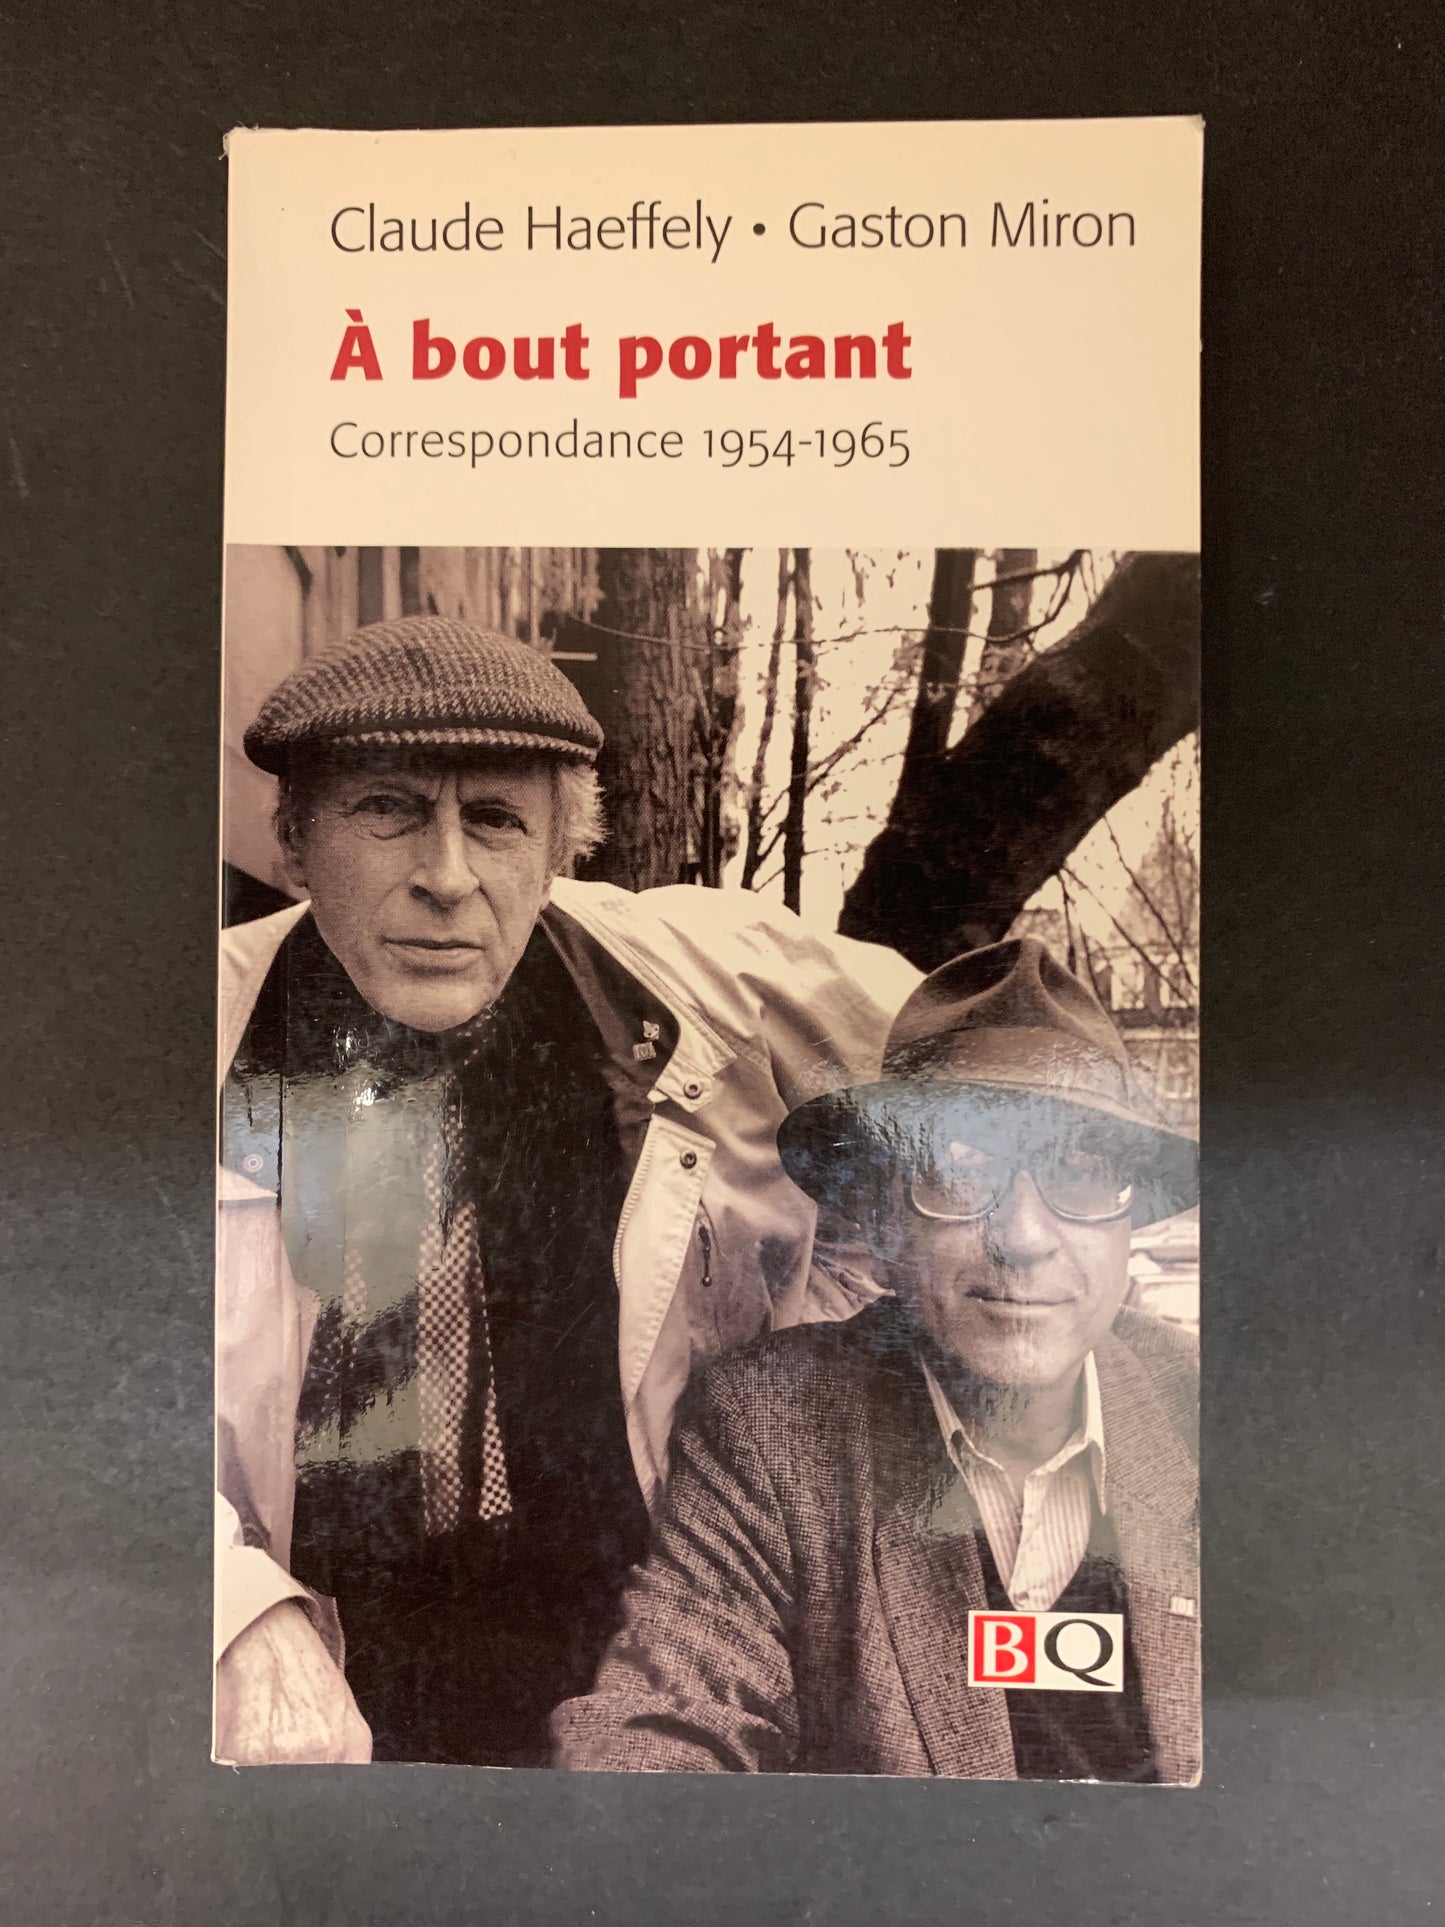 Claude Haeffely • Gaston Miron
À bout portant
Correspondance 1954-1965
BQ